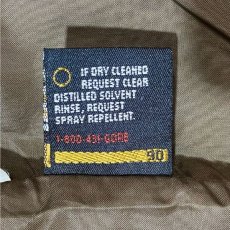 IF DRY CLEANED
REQUEST CLEAR
DISTILLED SOLVENT
RINSE, REQUEST
SPRAY REPELLENT.
1-800-431-GORE
90